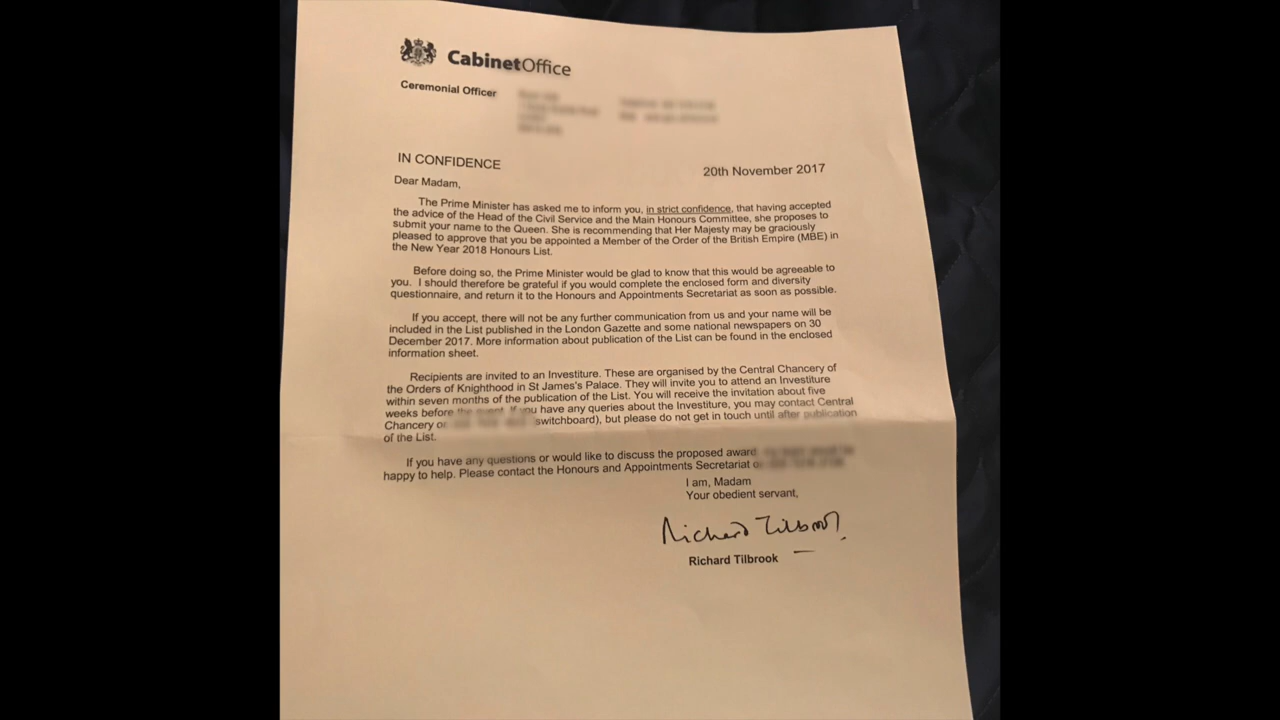 CabinetOffice
Ceremonial Officer
IN CONFIDENCE
20th November 2017
Dear Madam,
The Prime Minister has asked me to inform you, in strict confidence, that having accepted
the advice of the Head of the Civil Service and the Main Honours Committee, she proposes to
submit your name to the Queen. She is recommending that Her Majesty may be graciously
pleased to approve that you be appointed a Member of the Order of the British Empire (MBE) in
the New Year 2018 Honours List.
Before doing so, the Prime Minister would be glad to know that this would be agreeable to
you. I should therefore be grateful if you would complete the enclosed form and diversity
questionnaire, and return it to the Honours and Appointments Secretariat as soon as possible.
If you accept, there will not be any further communication from us and your name will be
included in the List published in the London Gazette and some national newspapers on 30
December 2017. More information about publication of the List can be found in the enclosed
information sheet.
Recipients are invited to an Investiture. These are organised by the Central Chancery of
the Orders of Knighthood in St James's Palace. They will invite you to attend an Investiture
within seven months of the publication of the List. You will receive the invitation about five
weeks before the event. If you have any queries about the Investiture, you may contact Central
Chancery or switchboard), but please do not get in touch until after publication
of the List.
If you have any questions or would like to discuss the proposed award
happy to help. Please contact the Honours and Appointments Secretariat
I am, Madam
Your obedient servant,
Richard Tilbrook
Richard Tilbrook